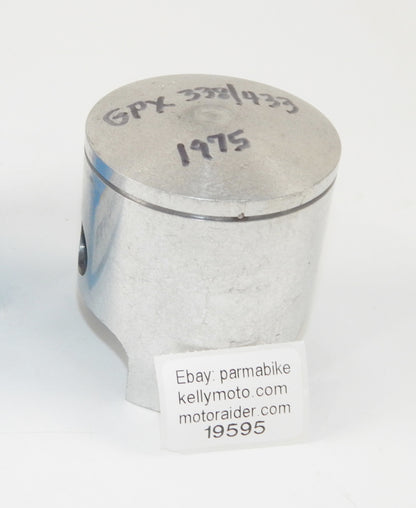 GPX 338/433
1975
Ebay: parmabike
kellymoto.com
motoraider.com
19595